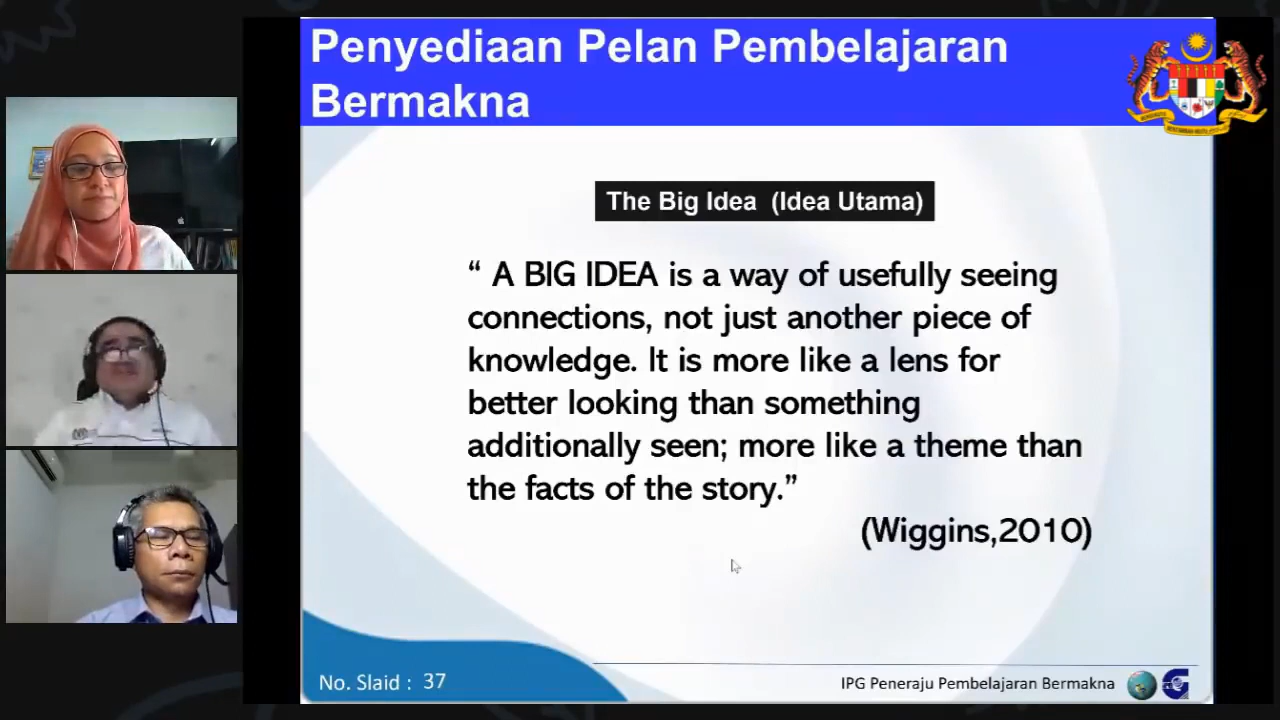 Penyediaan Pelan Pembelajaran
Bermakna
The Big Idea (Idea Utama)
“ A BIG IDEA is a way of usefully seeing
connections, not just another piece of
knowledge. It is more like a lens for
better looking than something
additionally seen; more like a theme than
the facts of the story.”
(Wiggins,2010)
No. Slaid : 37
IPG Peneraju Pembelajaran Bermakna